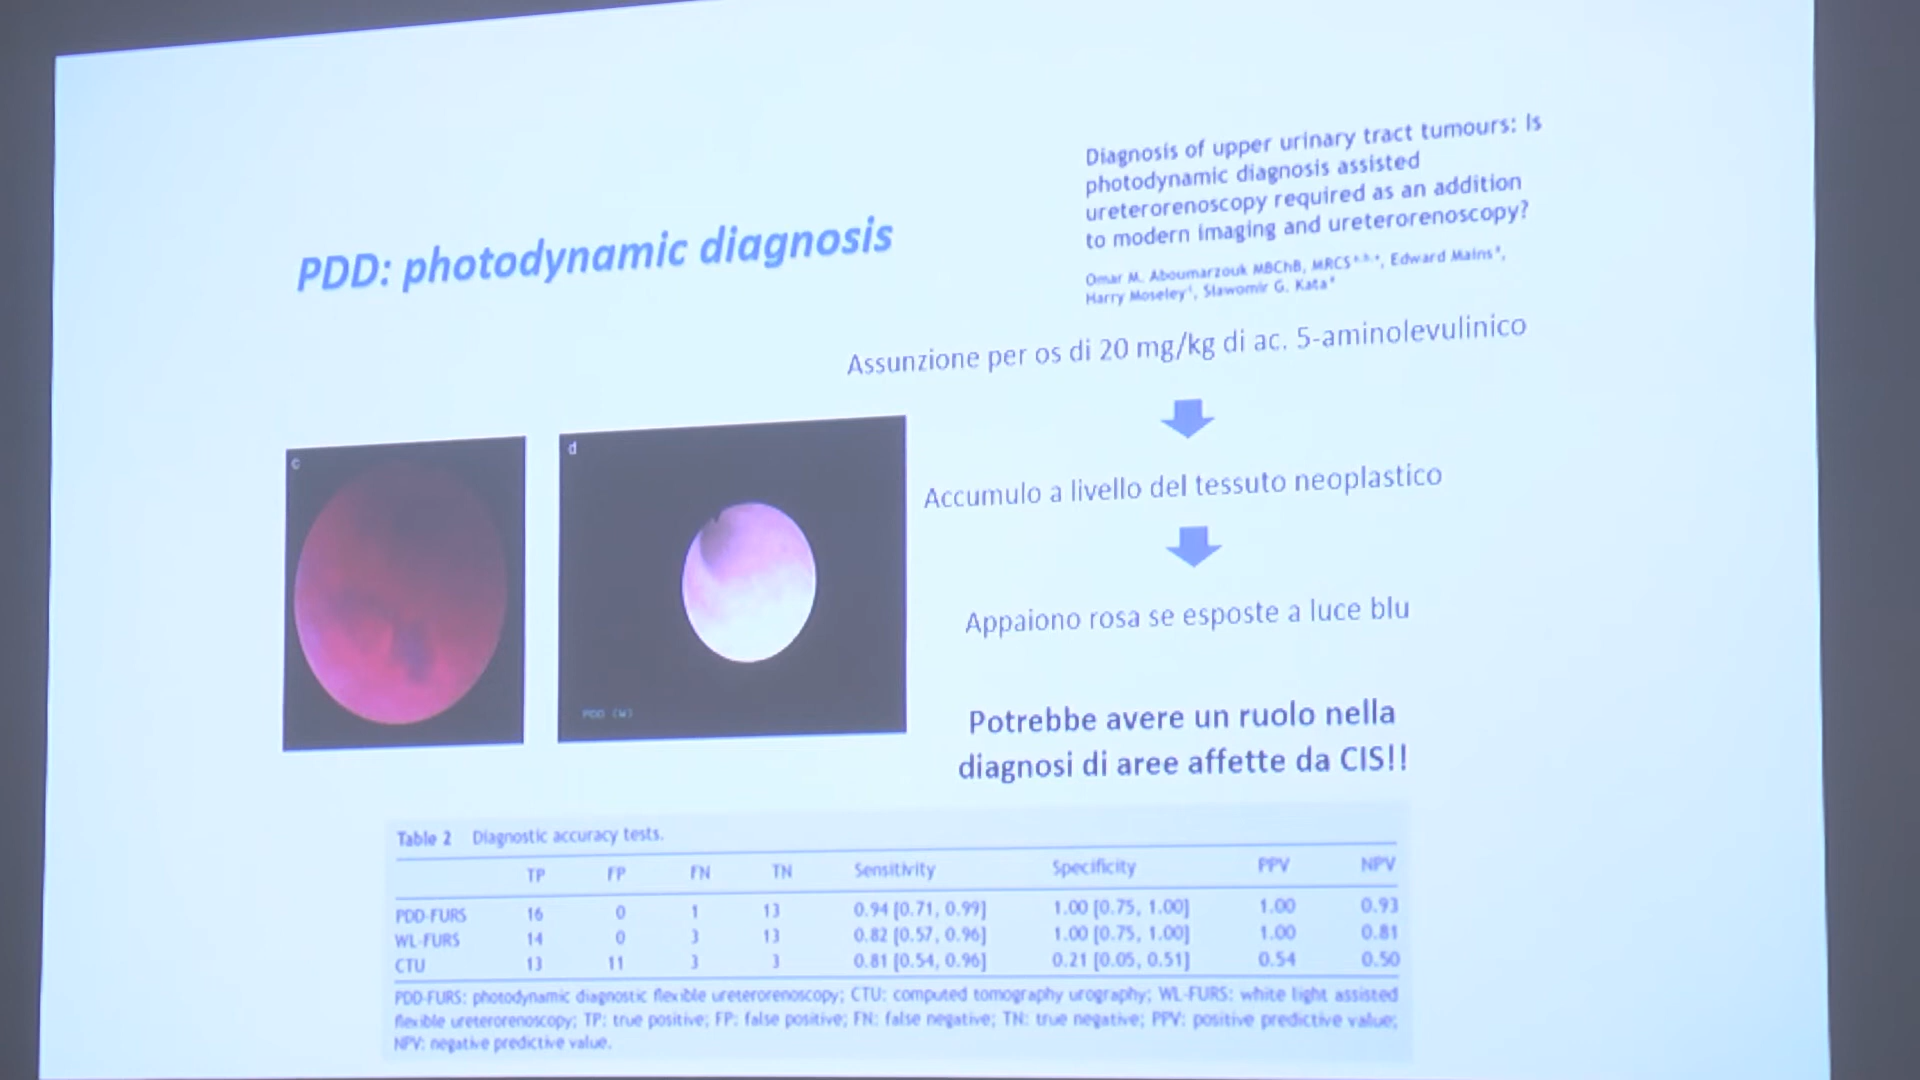 PDD: photodynamic diagnosis
Diagnosis of upper urinary tract tumours: Is
photodynamic diagnosis assisted
ureterorenoscopy required as an addition
to modern imaging and ureterorenoscopy?
Omar M. Aboumarzouk MBChB, MRCS, Edward Mains,
Harry Moseley, Slawomir G. Kata
Assunzione per os di 20 mg/kg di ac. 5-aminolevulinico
Accumulo a livello del tessuto neoplastico
Appaiono rosa se esposte a luce blu
Potrebbe avere un ruolo nella
diagnosi di aree affette da CIS!!
c
d
PDD (W)
Table 2 Diagnostic accuracy tests.
TP FP FN TN Sensitivity Specificity PPV NPV
PDD-FURS 16 0 1 13 0.94 [0.71, 0.99] 1.00 [0.75, 1.00] 1.00 0.93
WL-FURS 14 0 3 13 0.82 [0.57, 0.96] 1.00 [0.75, 1.00] 1.00 0.81
CTU 13 11 3 3 0.81 [0.54, 0.96] 0.21 [0.05, 0.51] 0.54 0.50
PDD-FURS: photodynamic diagnostic flexible ureterorenoscopy; CTU: computed tomography urography; WL-FURS: white light assisted
flexible ureterorenoscopy; TP: true positive; FP: false positive; FN: false negative; TN: true negative; PPV: positive predictive value;
NPV: negative predictive value.